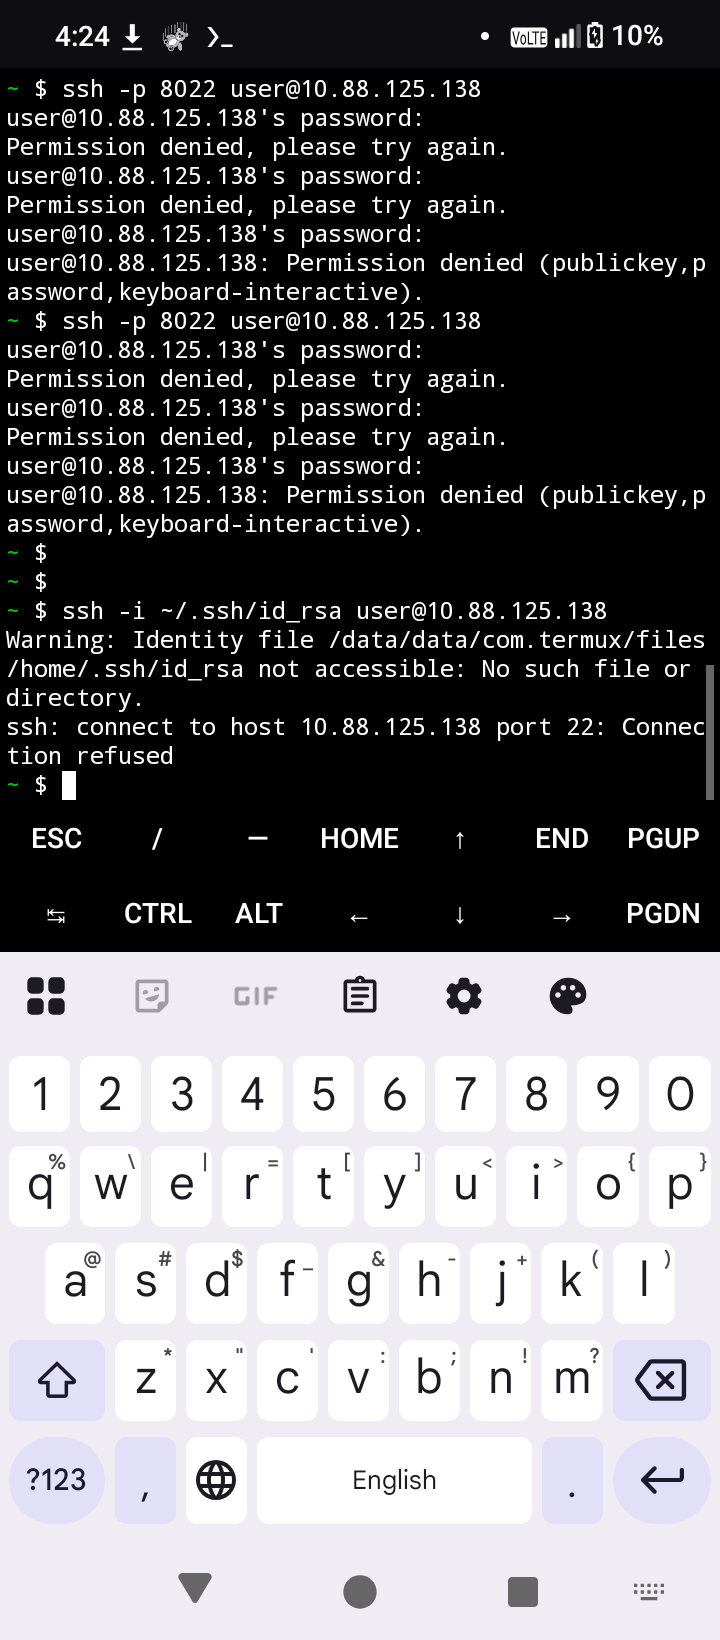 4:24
VoLTE 10%
~ $ ssh -p 8022 user@10.88.125.138
user@10.88.125.138's password:
Permission denied, please try again.
user@10.88.125.138's password:
Permission denied, please try again.
user@10.88.125.138's password:
user@10.88.125.138: Permission denied (publickey,p
assword,keyboard-interactive).
~ $ ssh -p 8022 user@10.88.125.138
user@10.88.125.138's password:
Permission denied, please try again.
user@10.88.125.138's password:
Permission denied, please try again.
user@10.88.125.138's password:
user@10.88.125.138: Permission denied (publickey,p
assword,keyboard-interactive).
~ $
~ $
~ $ ssh -i ~/.ssh/id_rsa user@10.88.125.138
Warning: Identity file /data/data/com.termux/files
/home/.ssh/id_rsa not accessible: No such file or
directory.
ssh: connect to host 10.88.125.138 port 22: Connec
tion refused
~ $
ESC / — HOME ↑ END PGUP
↹ CTRL ALT ← ↓ → PGDN
GIF
1 2 3 4 5 6 7 8 9 0
q % w \ e | r = t [ y ] u < i > o { p }
a @ s # d $ f _ g & h - j + k ( l )
z * x " c ' v : b ; n ! m ?
?123 , English .